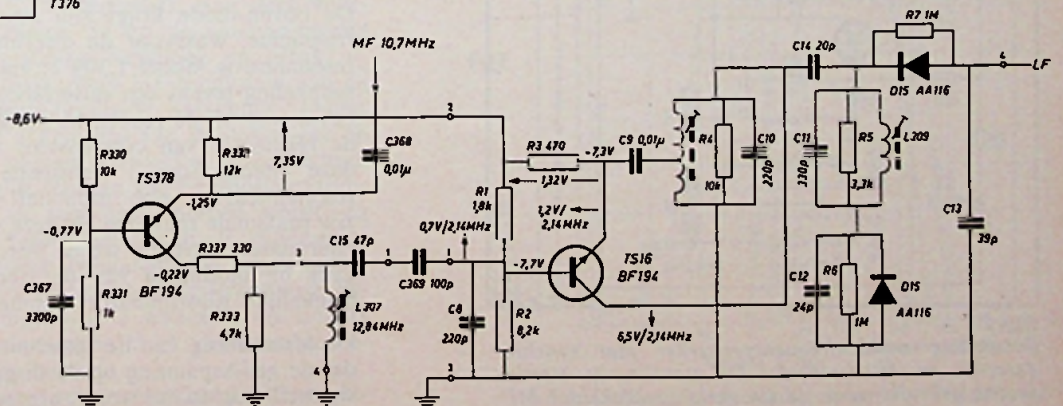 T376
MF 10,7MHz
-8,6V
2
R330
10k
R332
12k
7,35V
C368
0,01µ
TS378
-1,25V
-0,77V
BF 194
-0,22V
R337 330
C367
3300p
R331
1k
R333
4,7k
3
L307
12,84MHz
4
C15 47p
1
C369 100p
1
0,7V/2,14MHz
R1
1,8k
R3 470
-7,3V
1,32V
1,2V/
2,14MHz
-7,7V
TS16
BF 194
C8
220p
R2
8,2k
3
6,5V/2,14MHz
C9 0,01µ
R4
10k
C10
220p
C14 20p
R7 1M
D15 AA116
4
LF
C11
330p
R5
3,3k
L309
C12
24p
R6
1M
D15
AA116
C13
39p